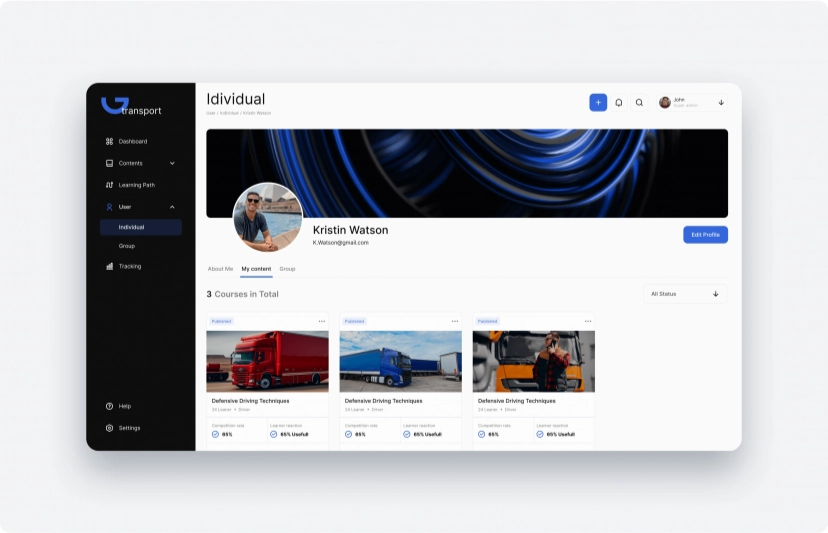 transport
Dashboard
Contents
Learning Path
User
Individual
Group
Tracking
Help
Settings
Idividual
User / Individual / Kristin Watson
John
Super admin
Kristin Watson
K.Watson@gmail.com
Edit Profile
About Me My content Group
3 Courses in Total
All Status
Published
Defensive Driving Techniques
24 Learner • Driver
Competition rate Learner reaction
65% 65% Usefull
Published
Defensive Driving Techniques
24 Learner • Driver
Competition rate Learner reaction
65% 65% Usefull
Published
Defensive Driving Techniques
24 Learner • Driver
Competition rate Learner reaction
65% 65% Usefull